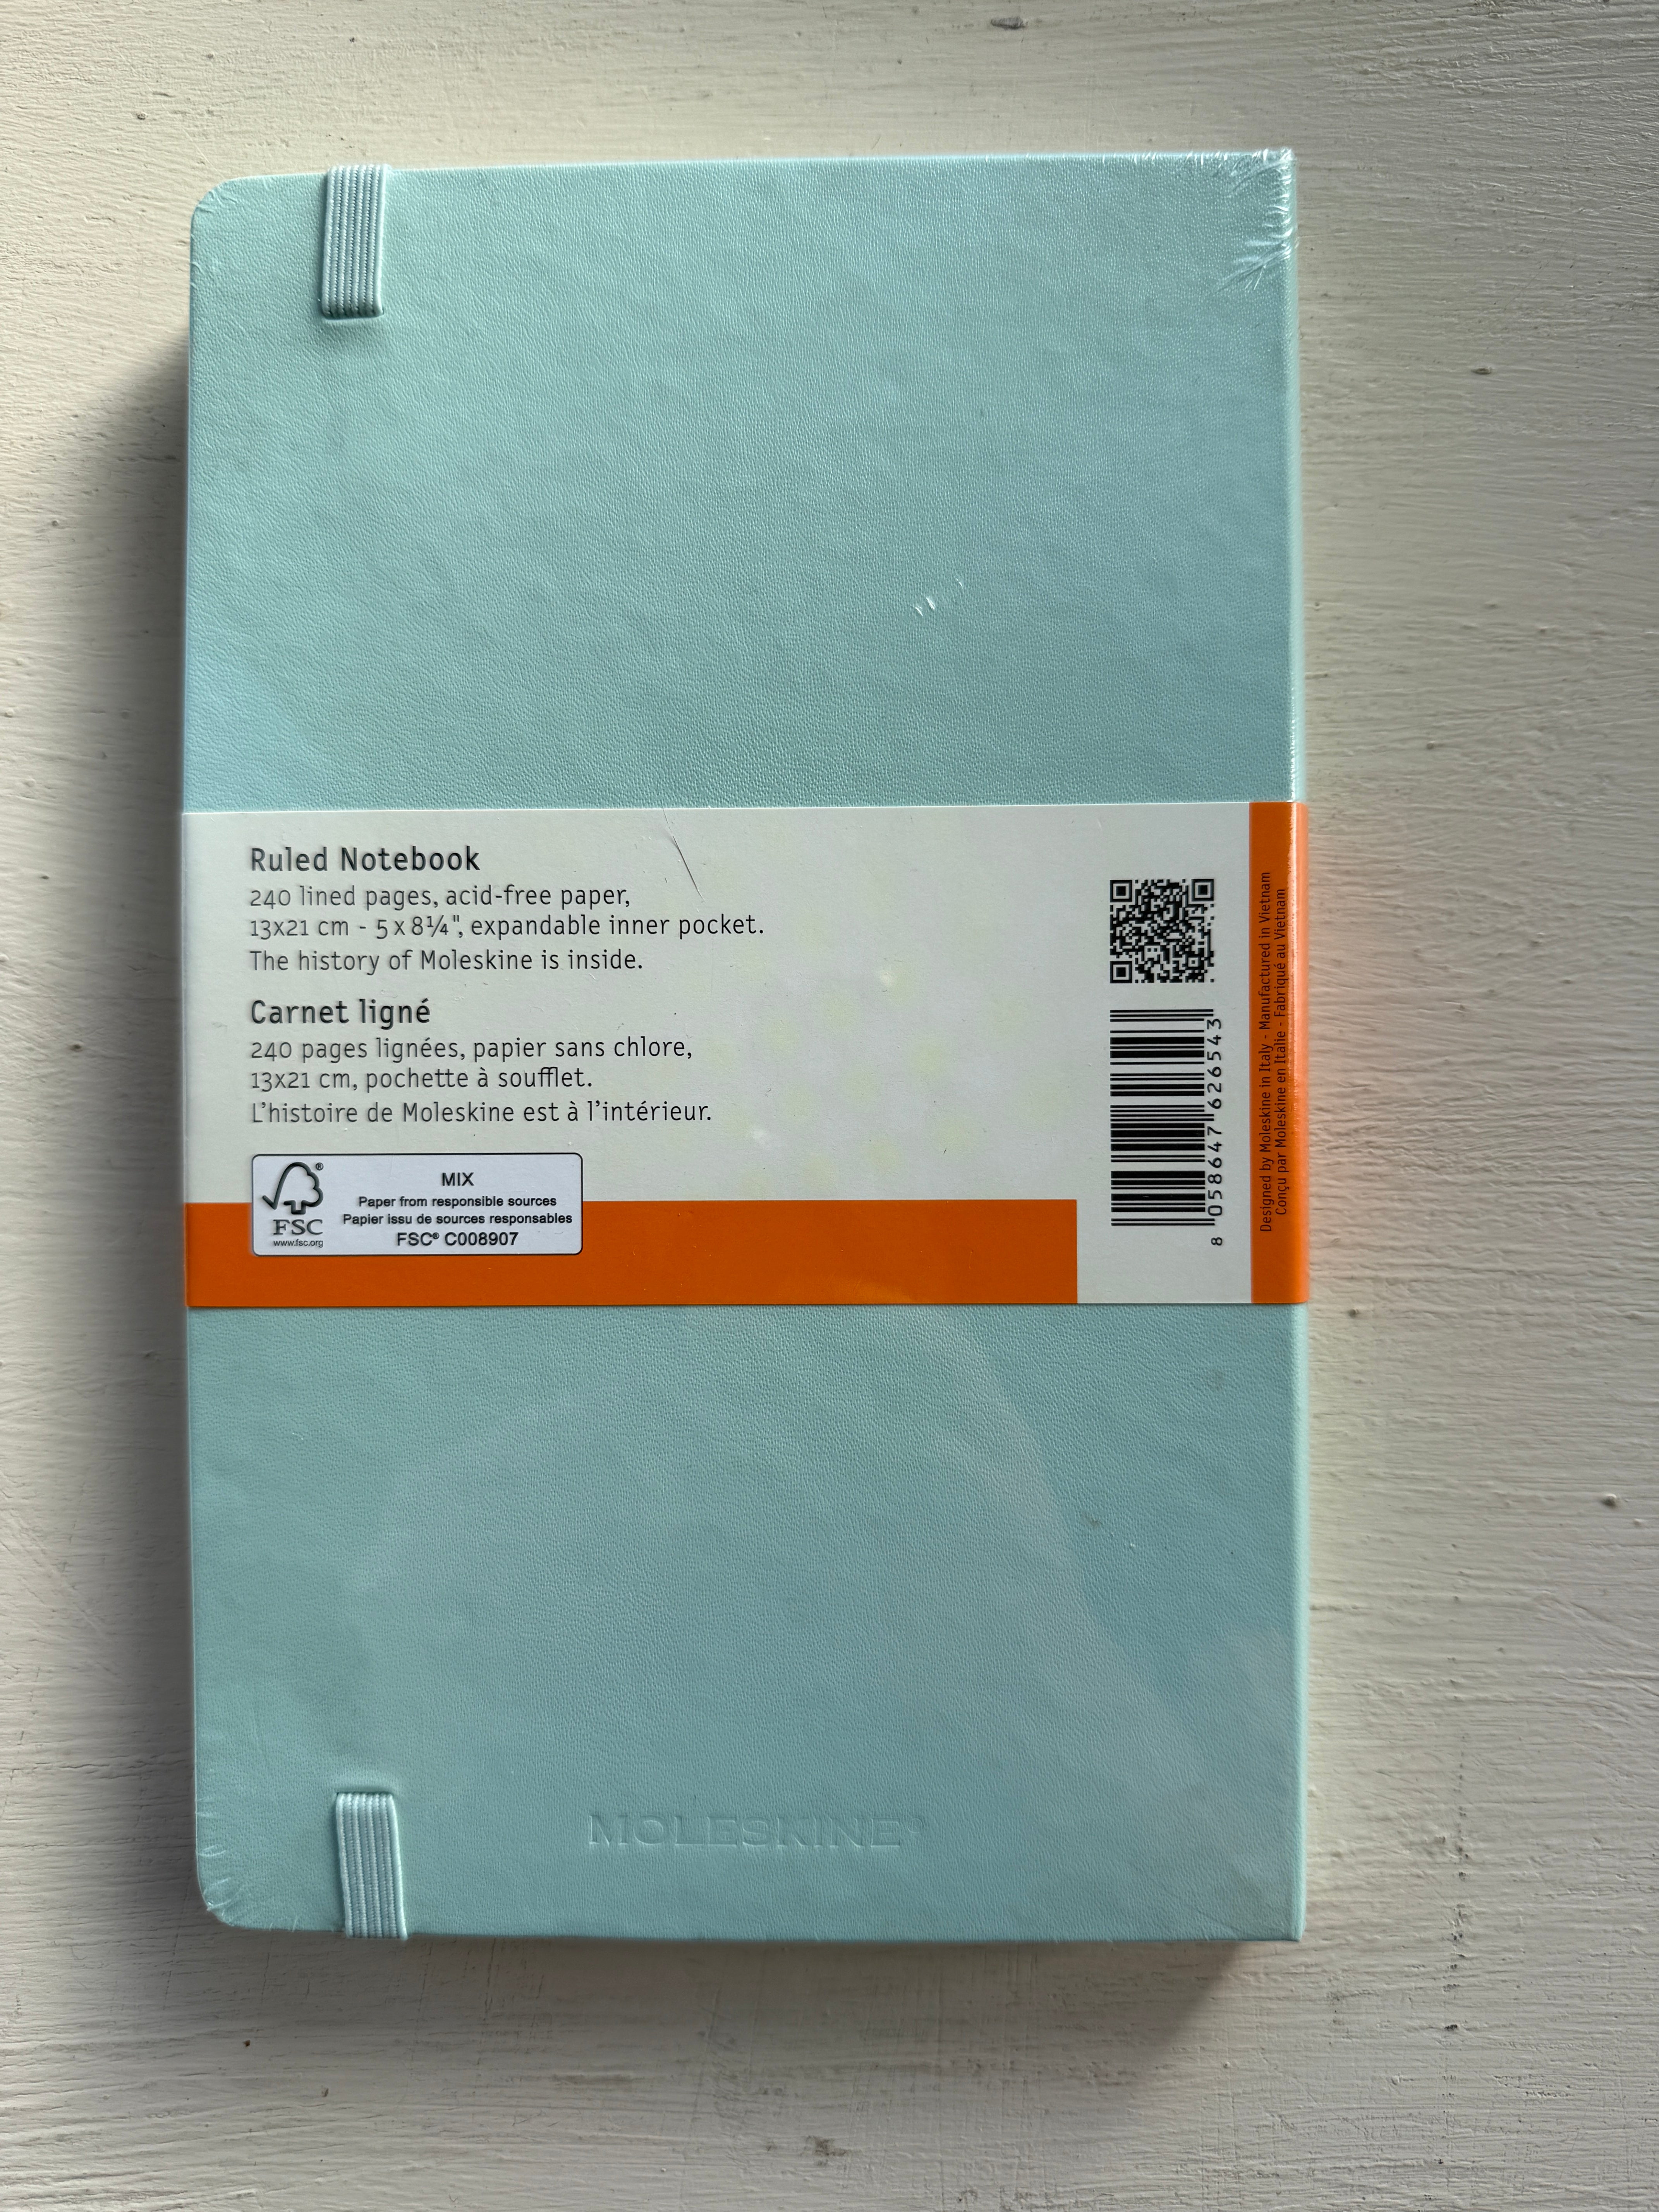 Ruled Notebook
240 lined pages, acid-free paper,
13x21 cm - 5 x 8¼", expandable inner pocket.
The history of Moleskine is inside.
Carnet ligné
240 pages lignées, papier sans chlore,
13x21 cm, pochette à soufflet.
L'histoire de Moleskine est à l'intérieur.
FSC®
www.fsc.org
MIX
Paper from responsible sources
Papier issu de sources responsables
FSC® C008907
8 058647 626543
Designed by Moleskine in Italy - Manufactured in Vietnam
Conçu par Moleskine en Italie - Fabriqué au Vietnam
MOLESKINE®